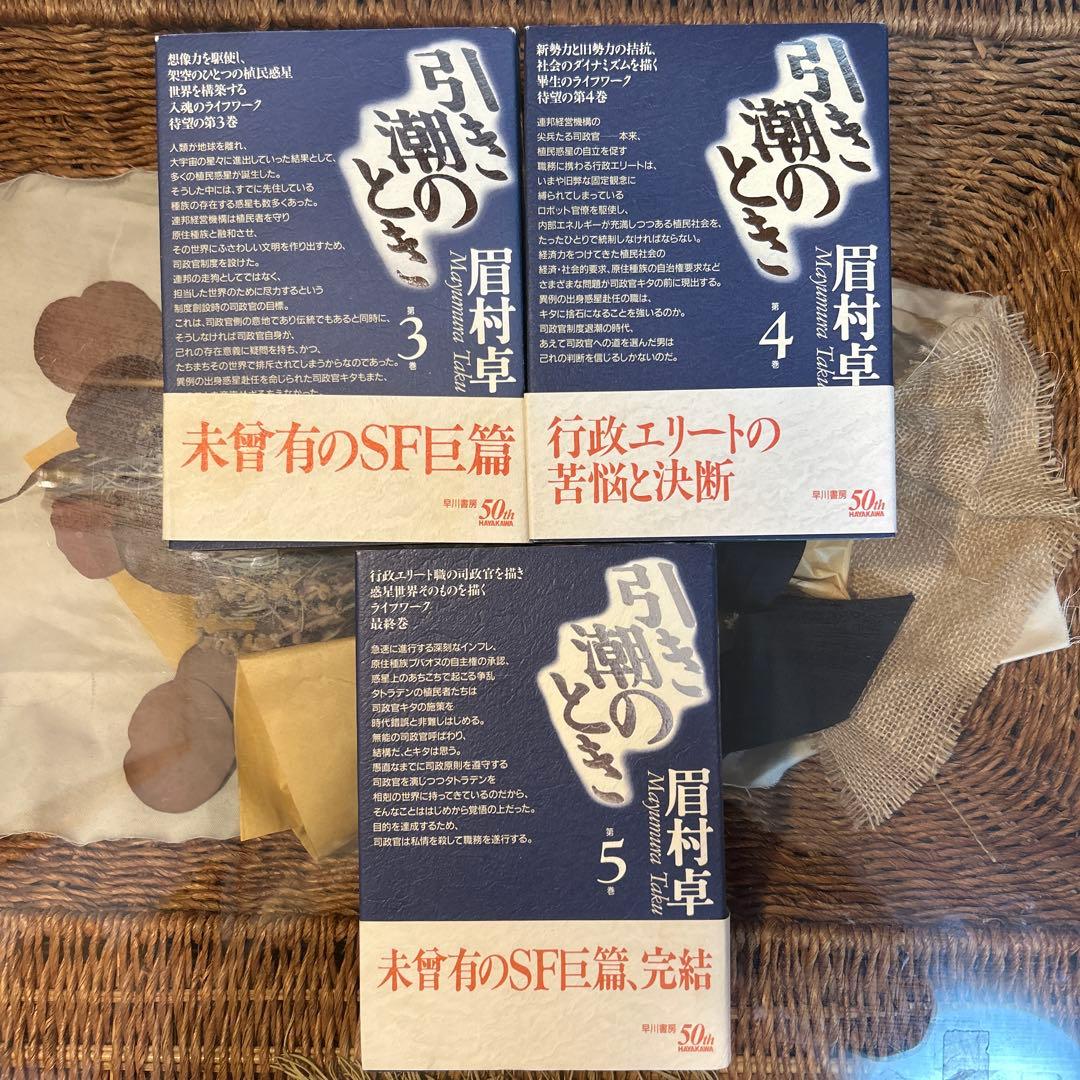 想像力を駆使し、
架空のひとつの植民惑星
世界を構築する
入魂のライフワーク
待望の第3巻
人類が地球を離れ、
大宇宙の星々に進出していった結果として、
多くの植民惑星が誕生した。
そうした中には、すでに先住している
種族の存在する惑星も数多くあった。
連邦経営機構は植民者を守り
原住種族と融和させ、
その世界にふさわしい文明を作り出すため、
司政官制度を設けた。
連邦の走狗としてではなく、
担当した世界のために尽力するという
制度創設時の司政官の目標。
これは、司政官側の意地であり伝統でもあると同時に、
そうしなければ司政官自身が、
己れの存在意義に疑問を持ち、かつ、
たちまちその世界で排斥されてしまうからなのであった。
異例の出身惑星赴任を命じられた司政官キタもまた、
引き
潮の
とき
第
3
巻
眉村卓
Mayumura Taku
未曾有のSF巨篇
早川書房 50th
HAYAKAWA
新勢力と旧勢力の拮抗、
社会のダイナミズムを描く
畢生のライフワーク
待望の第4巻
連邦経営機構の
尖兵たる司政官――本来、
植民惑星の自立を促す
職務に携わる行政エリートは、
いまや旧弊な固定観念に
縛られてしまっている
ロボット官僚を駆使し、
内部エネルギーが充満しつつある植民社会を、
たったひとりで統制しなければならない。
経済力をつけてきた植民社会の
経済・社会的要求、原住種族の自治権要求など
さまざまな問題が司政官キタの前に現出する。
異例の出身惑星赴任の職は、
キタに捨石になることを強いるのか。
司政官制度退潮の時代、
あえて司政官への道を選んだ男は
己れの判断を信じるしかないのだ。
引き
潮の
とき
第
4
巻
眉村卓
Mayumura Taku
行政エリートの
苦悩と決断
早川書房 50th
HAYAKAWA
行政エリート職の司政官を描き
惑星世界そのものを描く
ライフワーク
最終巻
急速に進行する深刻なインフレ、
原住種族プバオヌの自主権の承認、
惑星上のあちこちで起こる争乱
タトラデンの植民者たちは
司政官キタの施策を
時代錯誤と非難しはじめる。
無能の司政官呼ばわり、
結構だ、とキタは思う。
愚直なまでに司政原則を遵守する
司政官を演じつつタトラデンを
相剋の世界に持ってきているのだから、
そんなことははじめから覚悟の上だった。
目的を達成するため、
司政官は私情を殺して職務を遂行する。
引き
潮の
とき
第
5
巻
眉村卓
Mayumura Taku
未曾有のSF巨篇、完結
早川書房 50th
HAYAKAWA